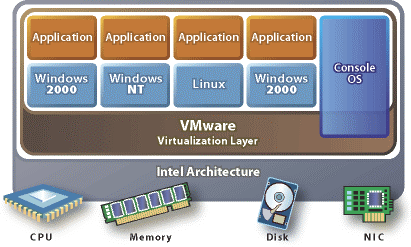 Application Application Application Application
Console
OS
Windows
2000
Windows
NT
Linux
Windows
2000
VMware
Virtualization Layer
Intel Architecture
CPU Memory Disk NIC